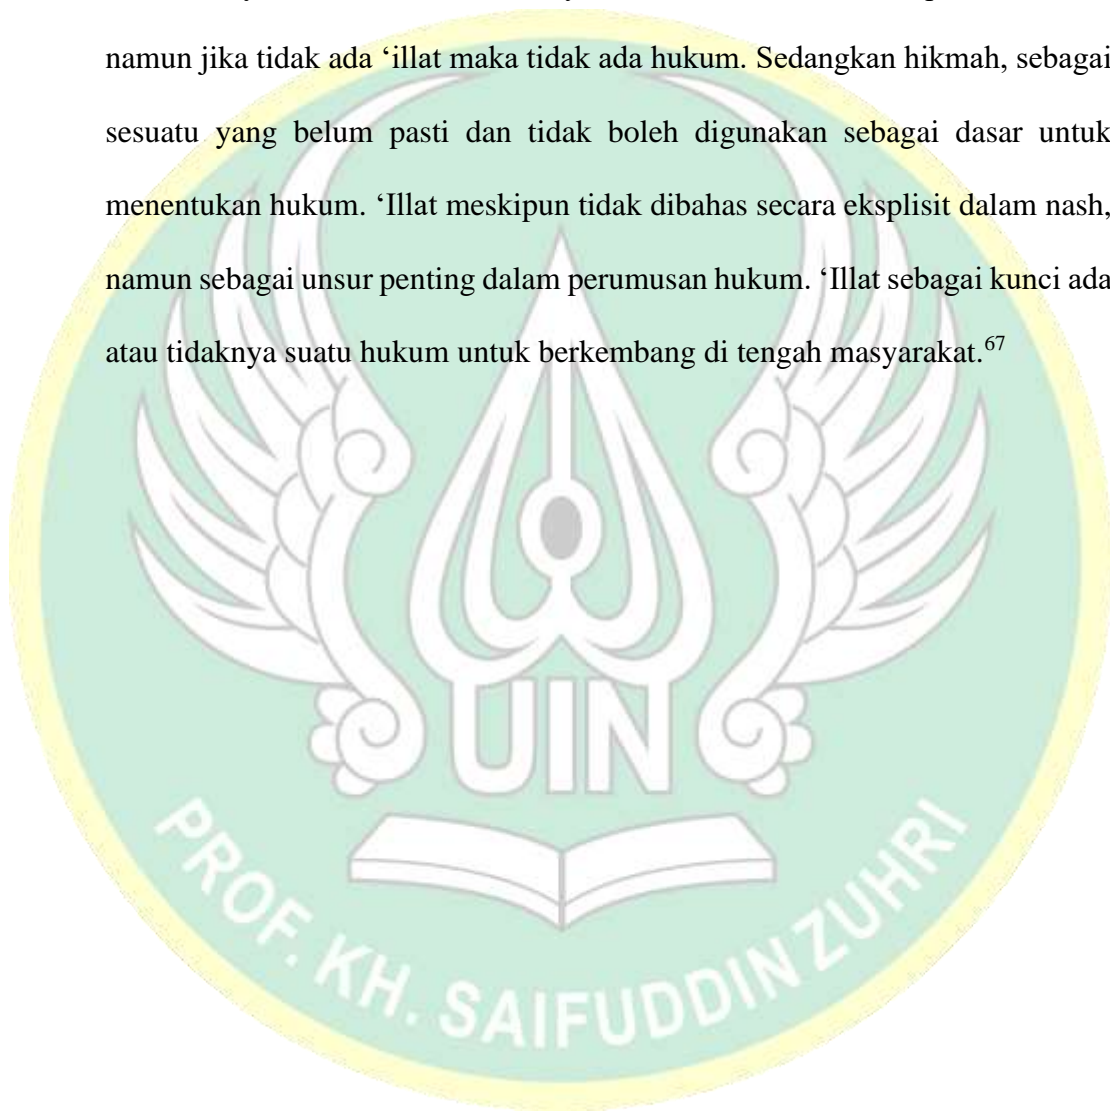 namun jika tidak ada ‘illat maka tidak ada hukum. Sedangkan hikmah, sebagai
sesuatu yang belum pasti dan tidak boleh digunakan sebagai dasar untuk
menentukan hukum. ‘Illat meskipun tidak dibahas secara eksplisit dalam nash,
namun sebagai unsur penting dalam perumusan hukum. ‘Illat sebagai kunci ada
atau tidaknya suatu hukum untuk berkembang di tengah masyarakat.67
UIN
PROF. KH. SAIFUDDIN ZUHRI